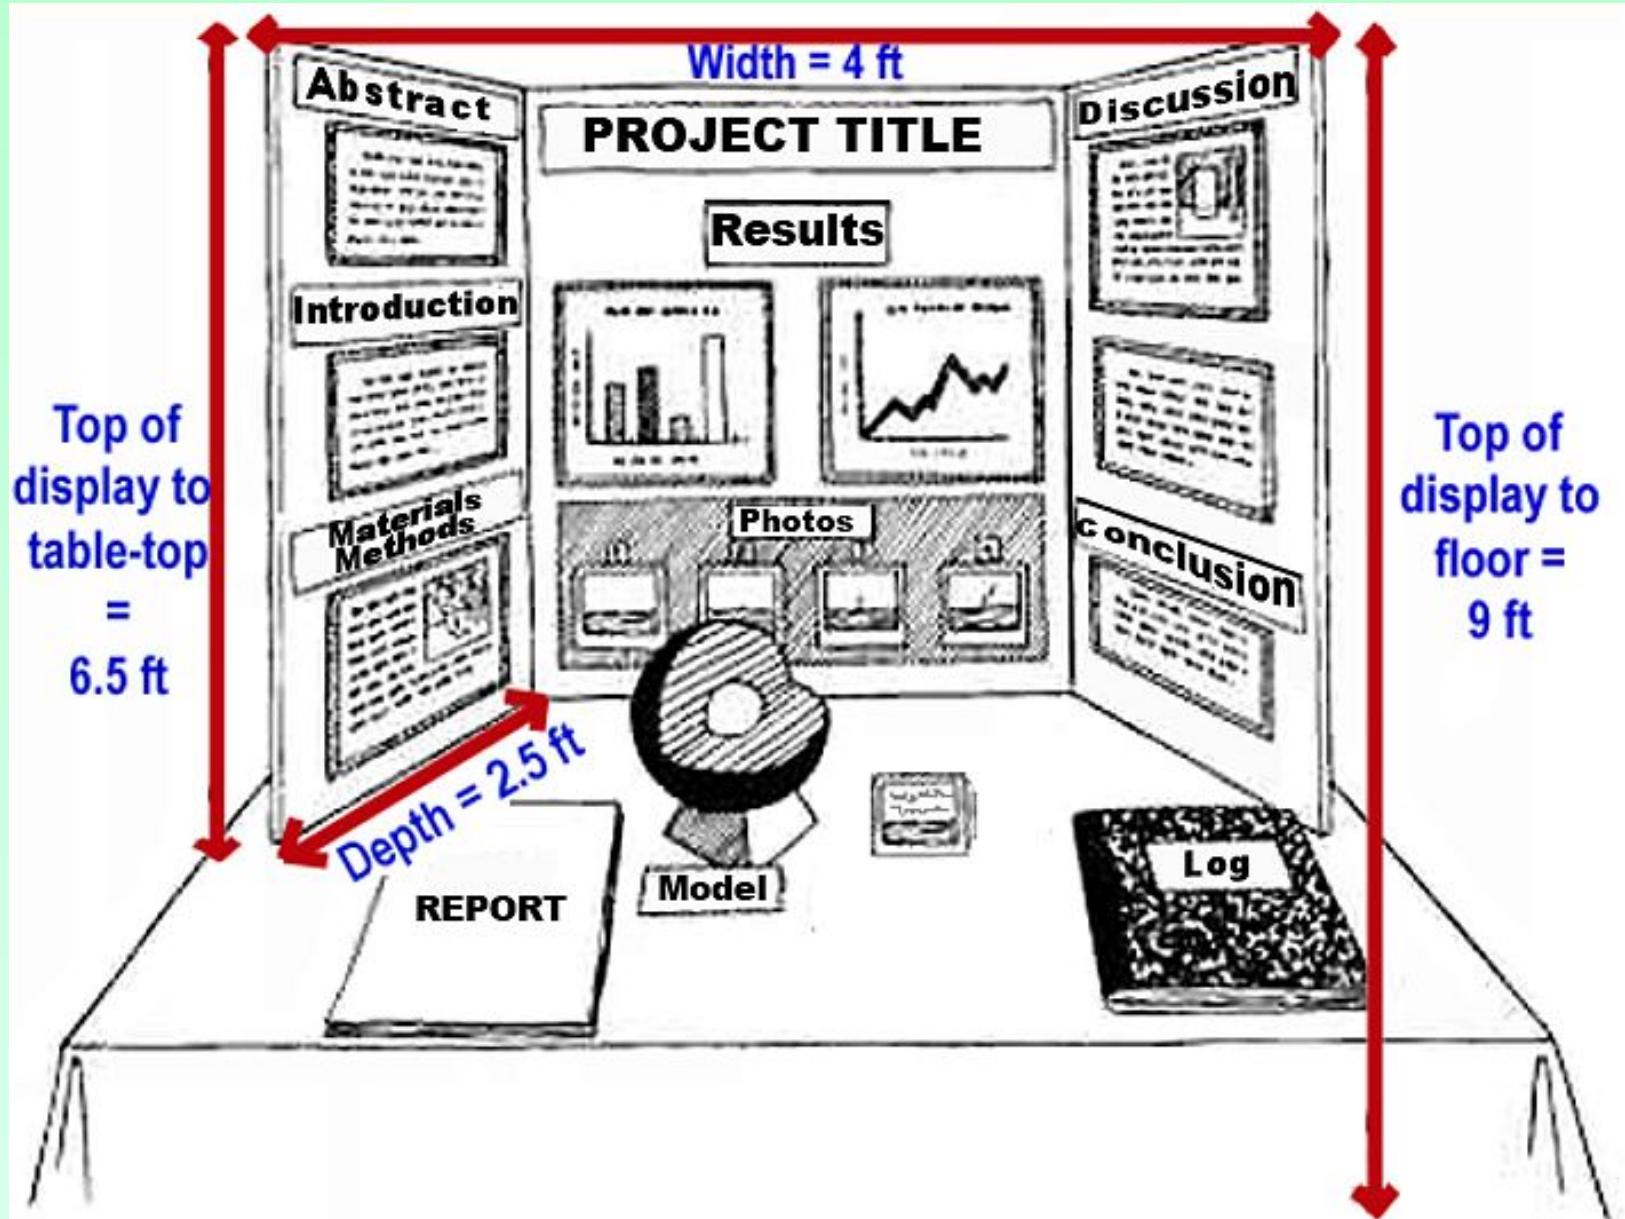 Width = 4 ft
Abstract
PROJECT TITLE
Discussion
Results
Introduction
Top of
display to
table-top
=
6.5 ft
Top of
display to
floor =
9 ft
Materials
Methods
Photos
conclusion
Depth = 2.5 ft
REPORT
Model
Log